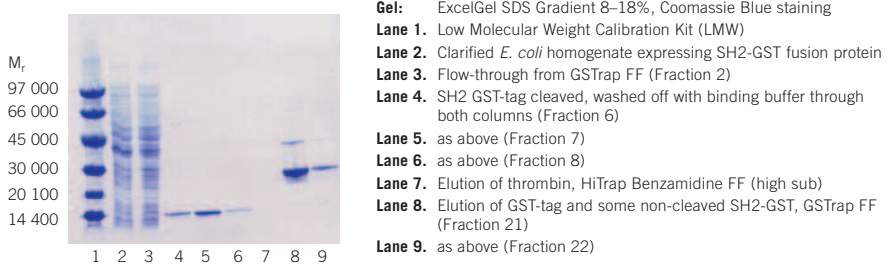 Gel: ExcelGel SDS Gradient 8–18%, Coomassie Blue staining
Lane 1. Low Molecular Weight Calibration Kit (LMW)
Lane 2. Clarified E. coli homogenate expressing SH2-GST fusion protein
Lane 3. Flow-through from GSTrap FF (Fraction 2)
Lane 4. SH2 GST-tag cleaved, washed off with binding buffer through
both columns (Fraction 6)
Lane 5. as above (Fraction 7)
Lane 6. as above (Fraction 8)
Lane 7. Elution of thrombin, HiTrap Benzamidine FF (high sub)
Lane 8. Elution of GST-tag and some non-cleaved SH2-GST, GSTrap FF
(Fraction 21)
Lane 9. as above (Fraction 22)
Mr
97 000
66 000
45 000
30 000
20 100
14 400
1 2 3 4 5 6 7 8 9